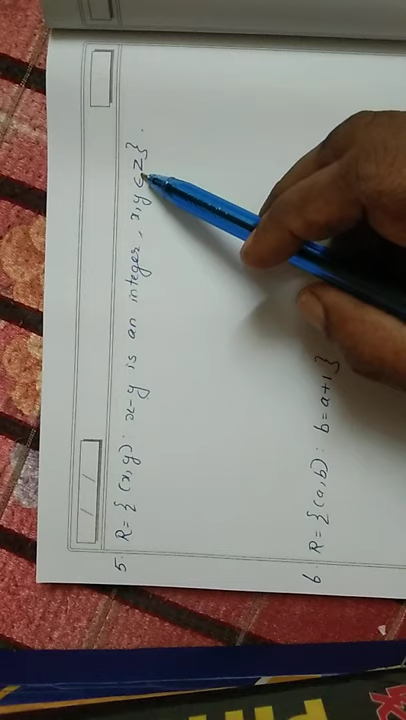 5. R = { (x, y) : x - y is an integer, x, y ∈ Z } .
6. R = { (a, b) : b = a + 1 }